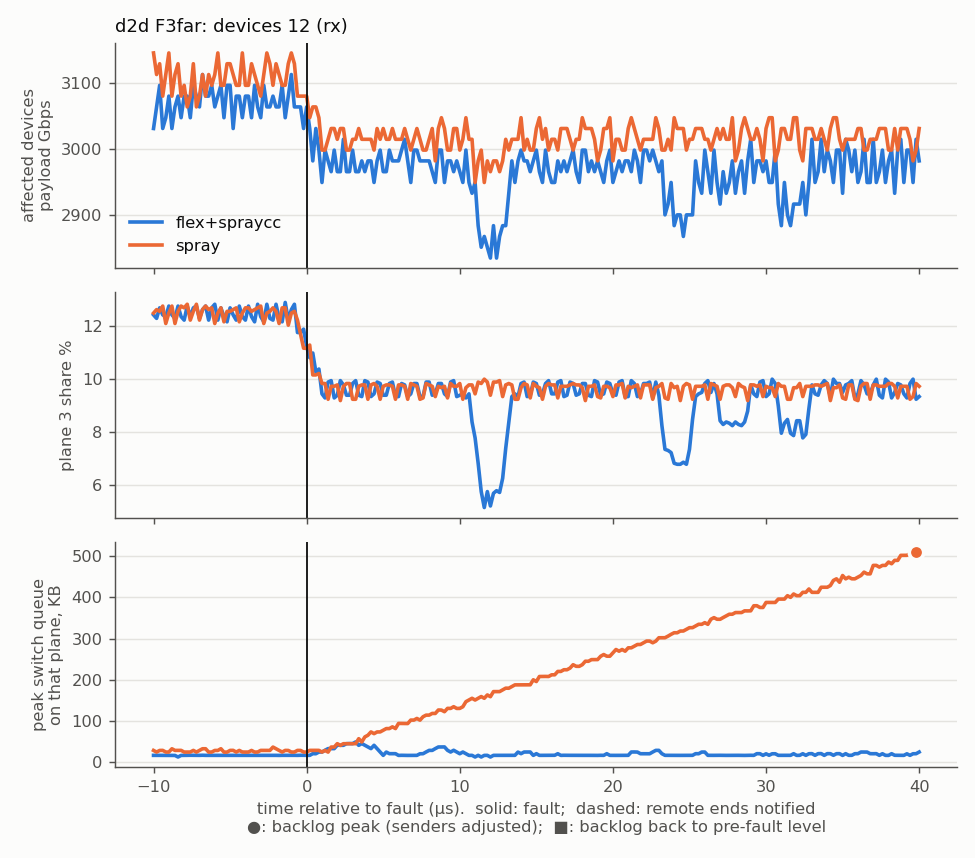 d2d F3far: devices 12 (rx)
affected devices
payload Gbps
3100
3000
2900
flex+spraycc
spray
plane 3 share %
12
10
8
6
peak switch queue
on that plane, KB
500
400
300
200
100
0
−10
0
10
20
30
40
time relative to fault (µs).  solid: fault;  dashed: remote ends notified
●: backlog peak (senders adjusted);  ■: backlog back to pre-fault level